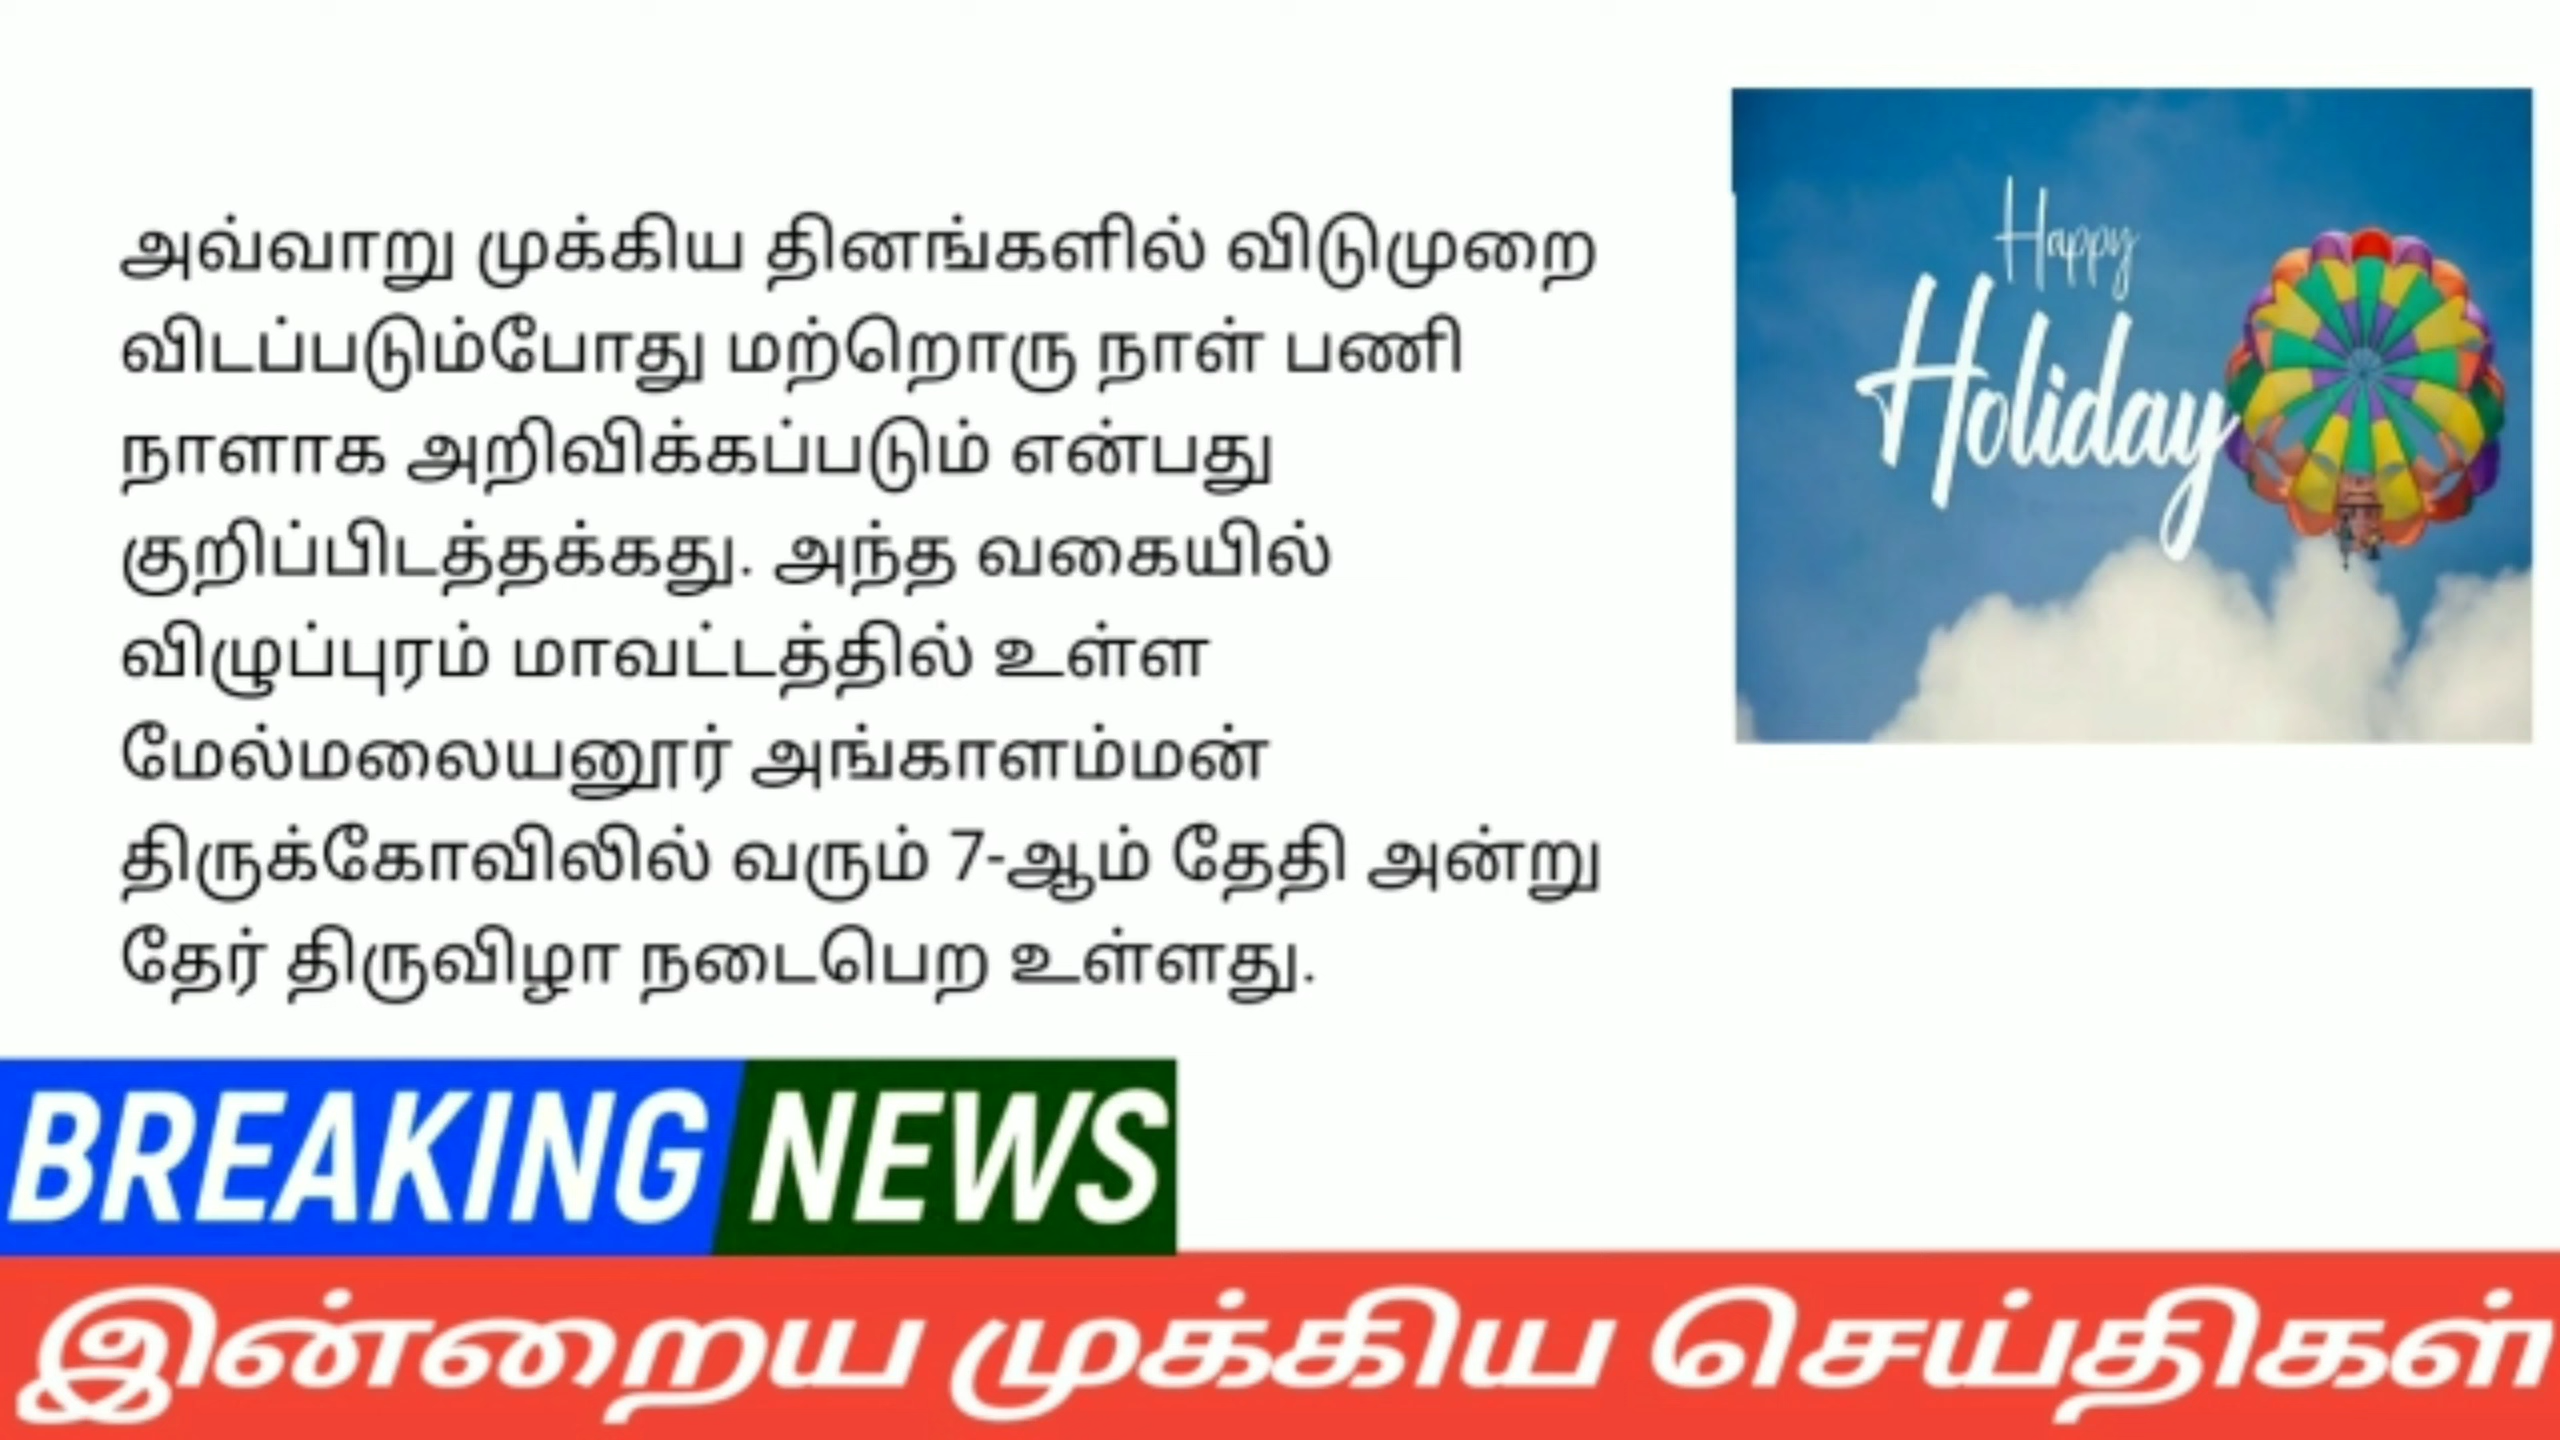 அவ்வாறு முக்கிய தினங்களில் விடுமுறை
விடப்படும்போது மற்றொரு நாள் பணி
நாளாக அறிவிக்கப்படும் என்பது
குறிப்பிடத்தக்கது. அந்த வகையில்
விழுப்புரம் மாவட்டத்தில் உள்ள
மேல்மலையனூர் அங்காளம்மன்
திருக்கோவிலில் வரும் 7-ஆம் தேதி அன்று
தேர் திருவிழா நடைபெற உள்ளது.
Happy
Holiday
BREAKING NEWS
இன்றைய முக்கிய செய்திகள்